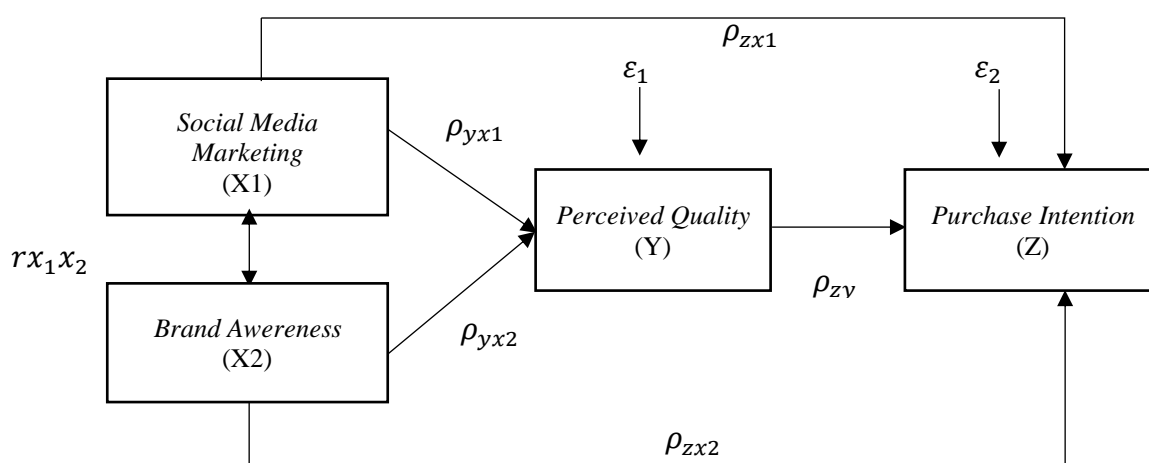 ρzx1
ε1
ε2
Social Media
Marketing
(X1)
ρyx1
Perceived Quality
(Y)
Purchase Intention
(Z)
rx1x2
ρzy
Brand Awereness
(X2)
ρyx2
ρzx2